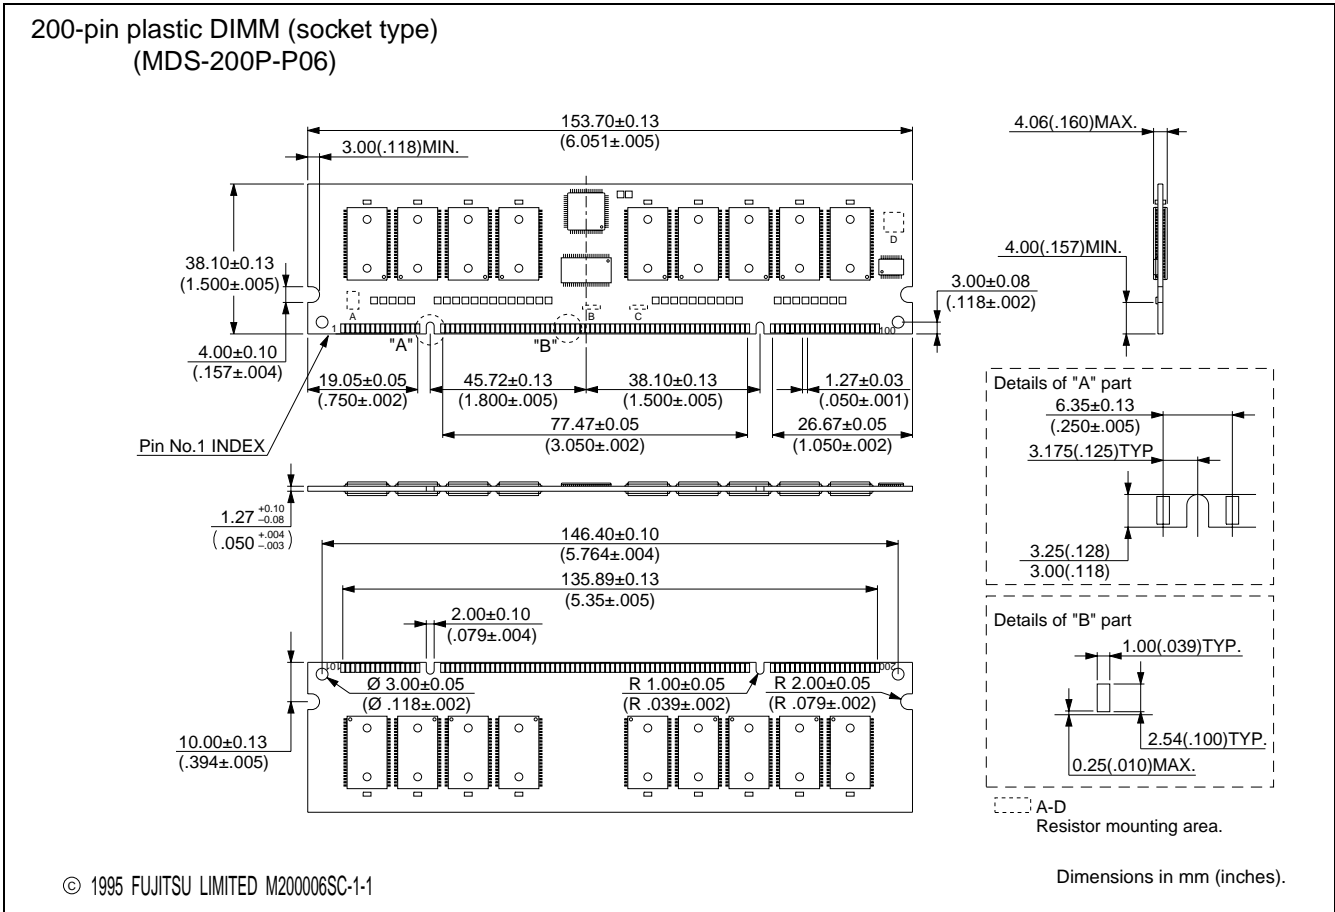 200-pin plastic DIMM (socket type)
(MDS-200P-P06)
153.70±0.13
(6.051±.005)
3.00(.118)MIN.
4.06(.160)MAX.
D
38.10±0.13
(1.500±.005)
4.00(.157)MIN.
3.00±0.08
(.118±.002)
A
B
C
1
100
"A"
"B"
4.00±0.10
(.157±.004)
19.05±0.05
(.750±.002)
45.72±0.13
(1.800±.005)
38.10±0.13
(1.500±.005)
1.27±0.03
(.050±.001)
77.47±0.05
(3.050±.002)
26.67±0.05
(1.050±.002)
Pin No.1 INDEX
Details of "A" part
6.35±0.13
(.250±.005)
3.175(.125)TYP
3.25(.128)
3.00(.118)
1.27 +0.10 –0.08
(.050 +.004 –.003)
146.40±0.10
(5.764±.004)
135.89±0.13
(5.35±.005)
2.00±0.10
(.079±.004)
101
200
Ø 3.00±0.05
(Ø .118±.002)
R 1.00±0.05
(R .039±.002)
R 2.00±0.05
(R .079±.002)
10.00±0.13
(.394±.005)
Details of "B" part
1.00(.039)TYP.
2.54(.100)TYP.
0.25(.010)MAX.
A-D
Resistor mounting area.
© 1995 FUJITSU LIMITED M200006SC-1-1
Dimensions in mm (inches).